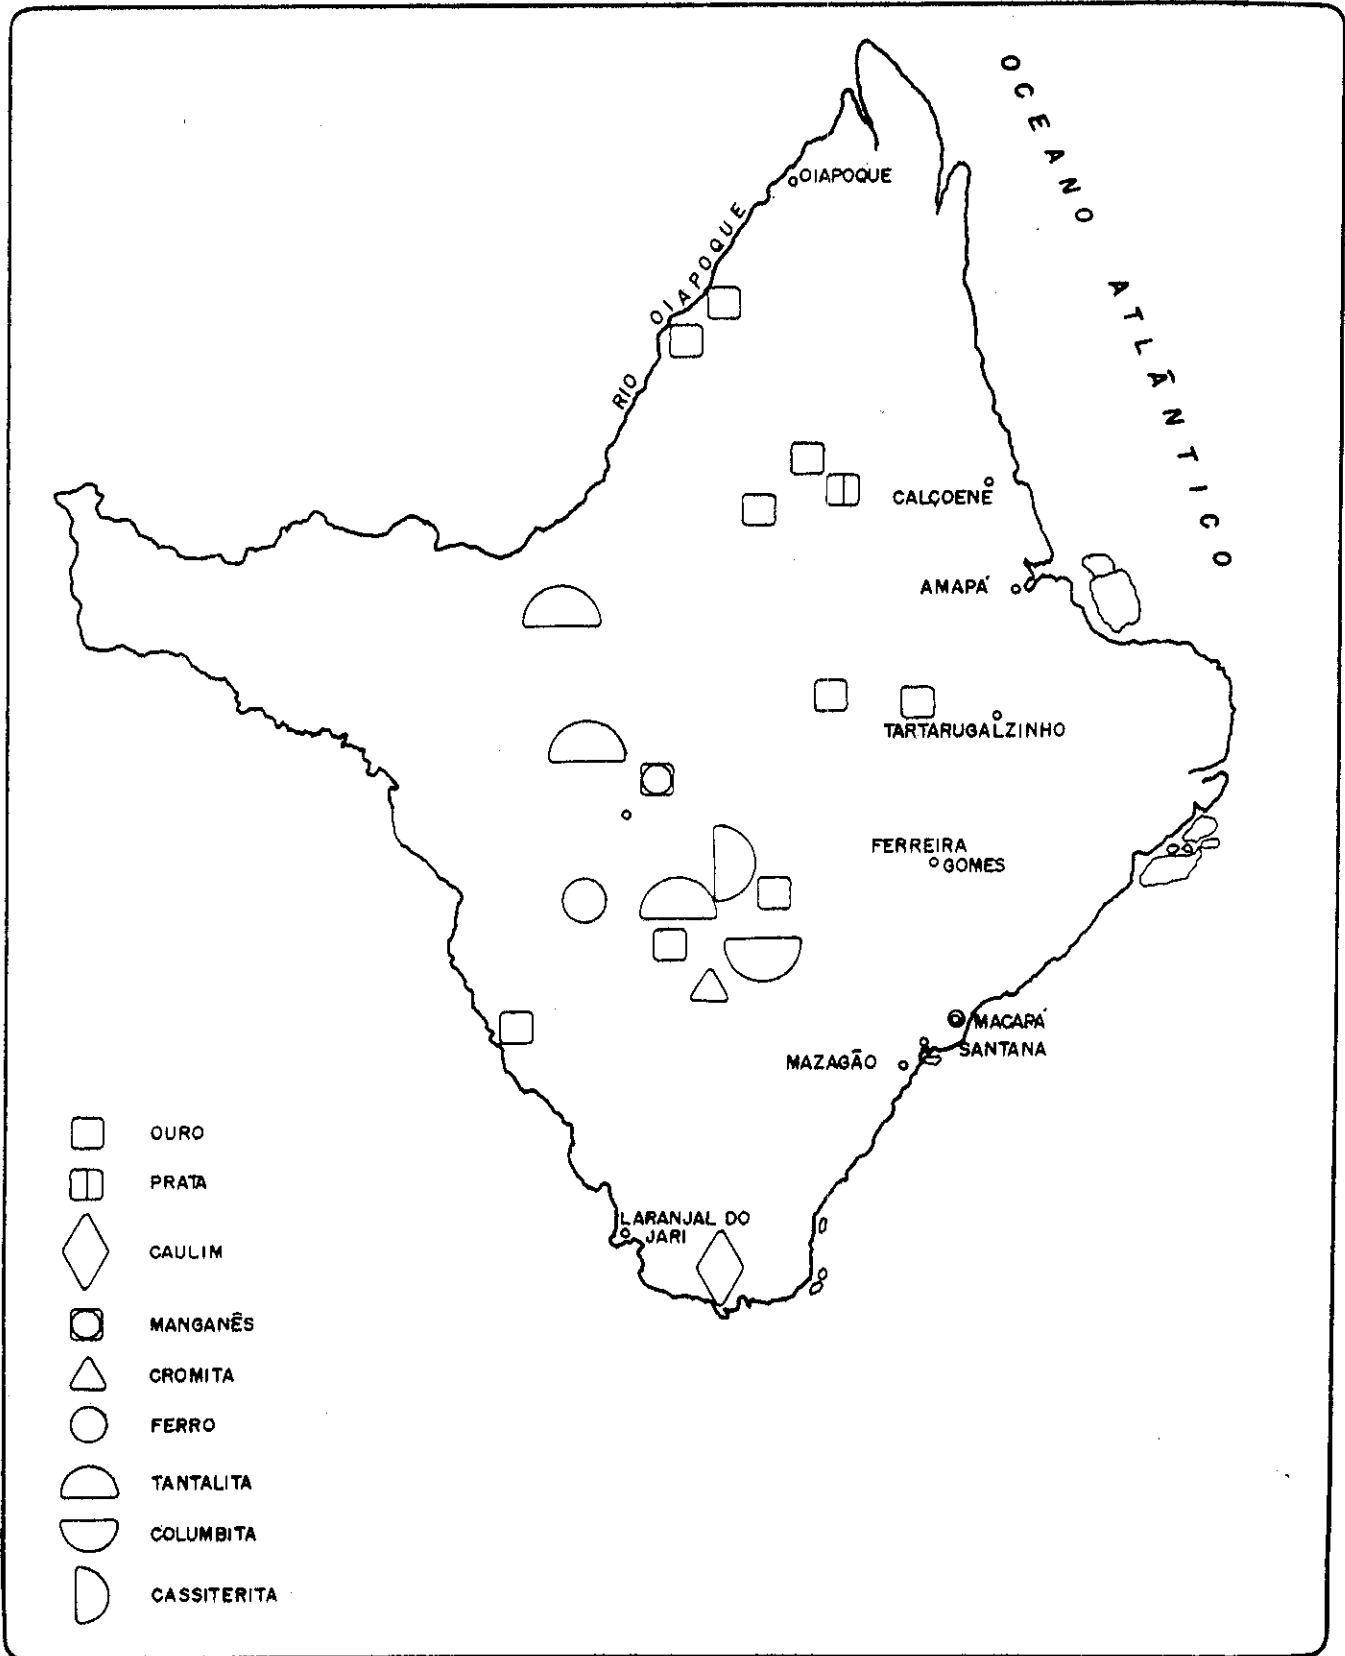 OCEANO ATLÂNTICO
OIAPOQUE
RIO OIAPOQUE
CALÇOENE
AMAPÁ
TARTARUGALZINHO
FERREIRA
GOMES
MACAPÁ
SANTANA
MAZAGÃO
LARANJAL DO
JARI
OURO
PRATA
CAULIM
MANGANÊS
CROMITA
FERRO
TANTALITA
COLUMBITA
CASSITERITA